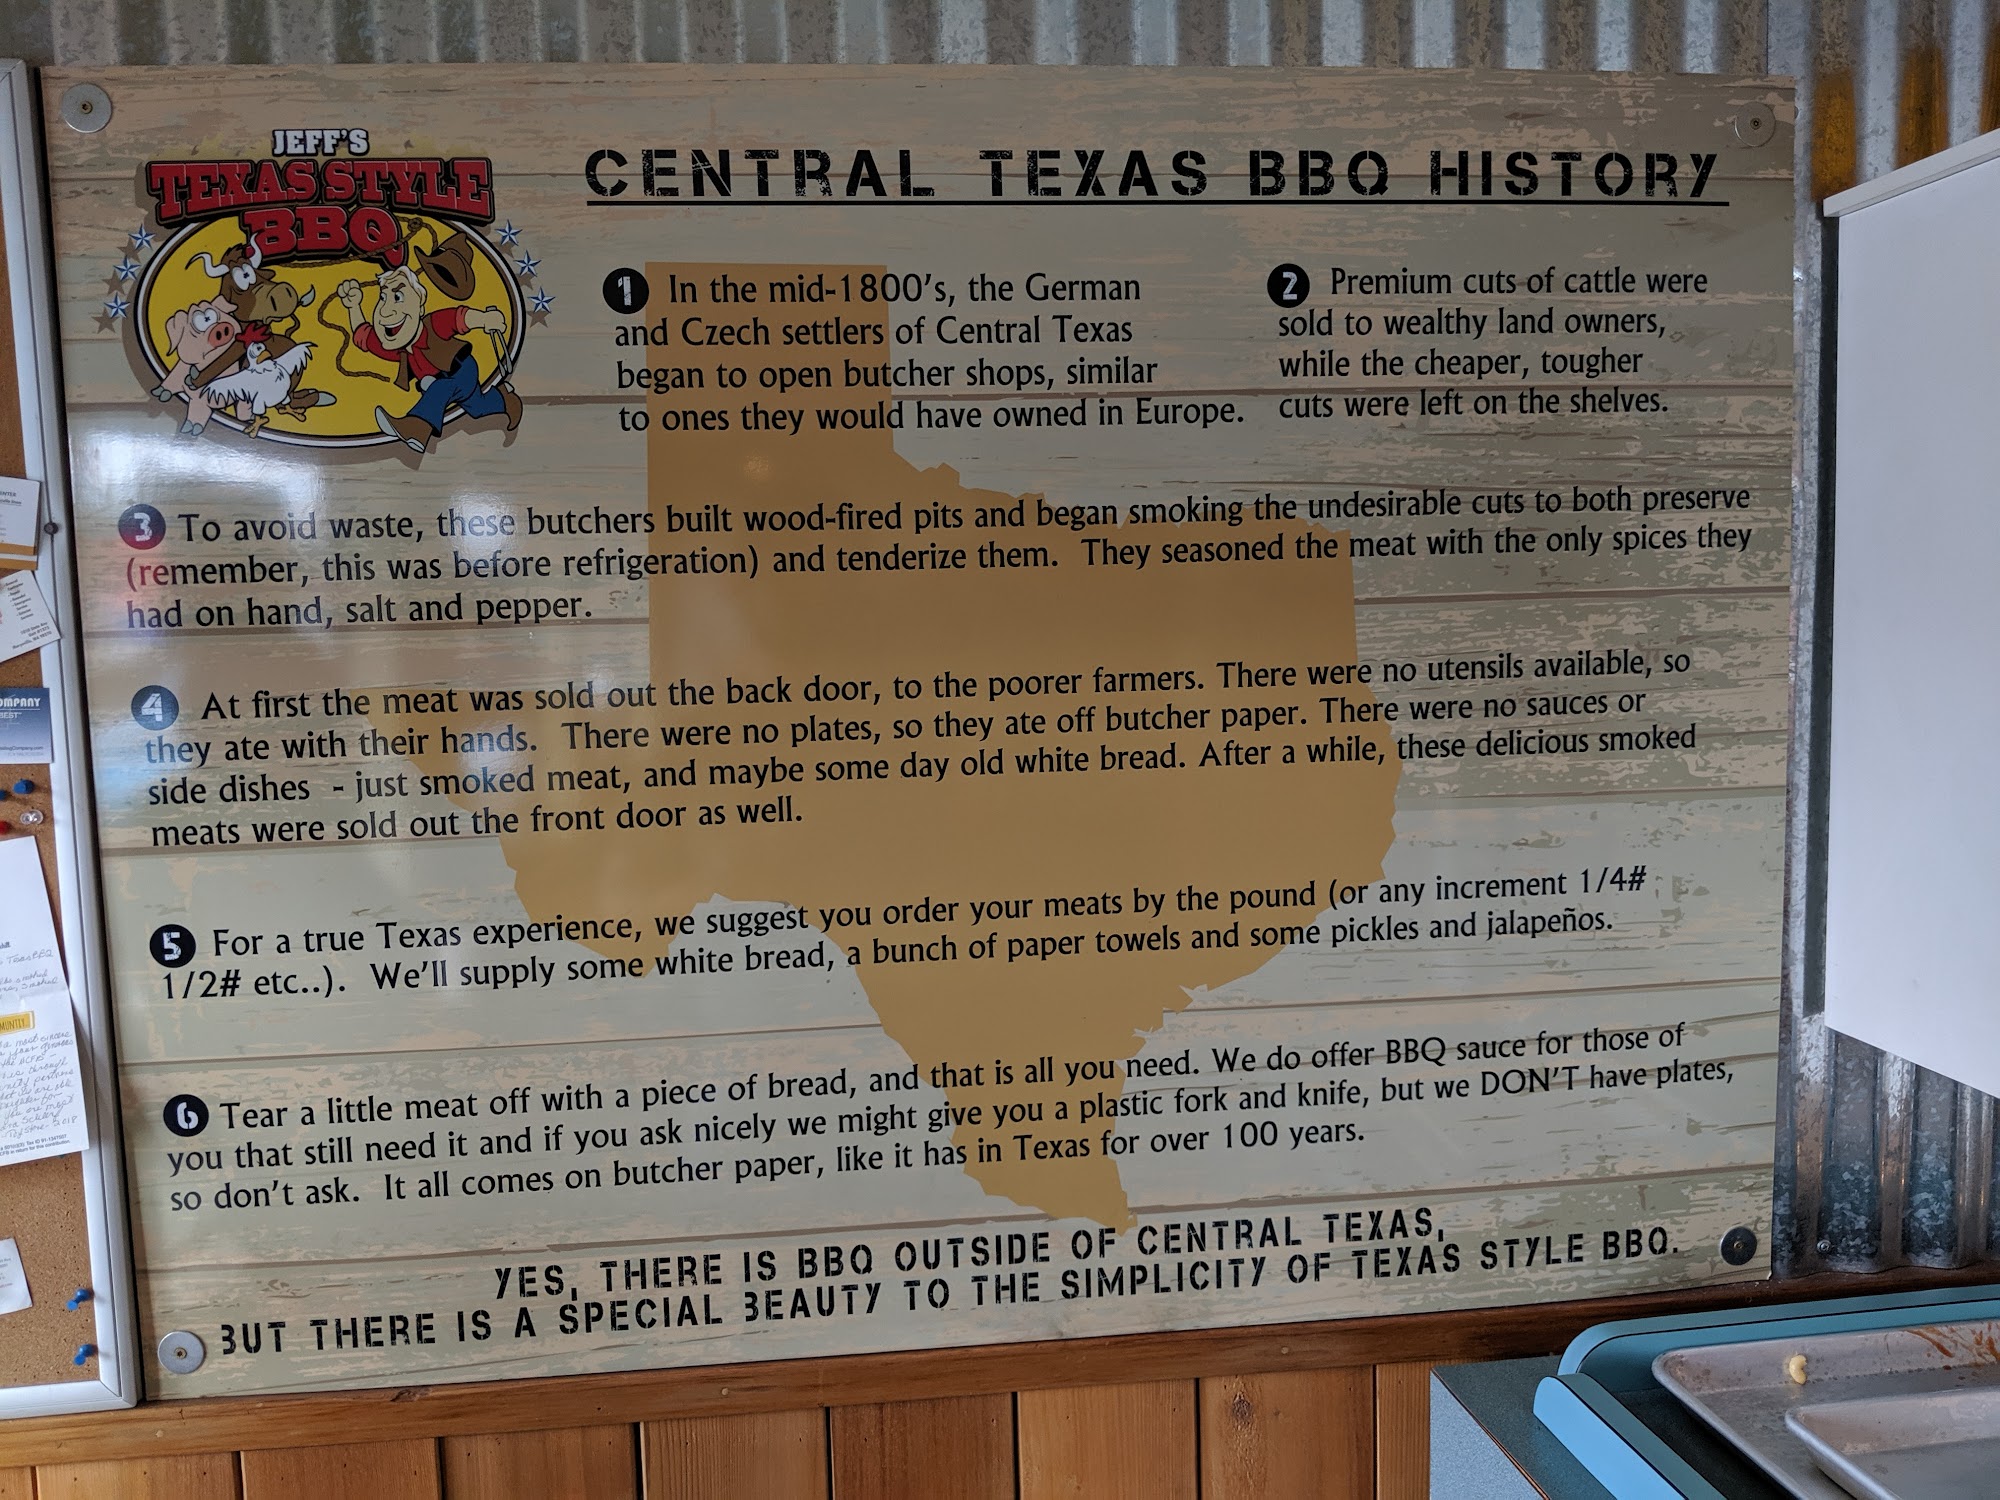 JEFF'S
TEXAS STYLE
BBQ
CENTRAL TEXAS BBQ HISTORY
1 In the mid-1800's, the German
and Czech settlers of Central Texas
began to open butcher shops, similar
to ones they would have owned in Europe.
2 Premium cuts of cattle were
sold to wealthy land owners,
while the cheaper, tougher
cuts were left on the shelves.
3 To avoid waste, these butchers built wood-fired pits and began smoking the undesirable cuts to both preserve
(remember, this was before refrigeration) and tenderize them. They seasoned the meat with the only spices they
had on hand, salt and pepper.
4 At first the meat was sold out the back door, to the poorer farmers. There were no utensils available, so
they ate with their hands. There were no plates, so they ate off butcher paper. There were no sauces or
side dishes - just smoked meat, and maybe some day old white bread. After a while, these delicious smoked
meats were sold out the front door as well.
5 For a true Texas experience, we suggest you order your meats by the pound (or any increment 1/4#
1/2# etc..). We'll supply some white bread, a bunch of paper towels and some pickles and jalapeños.
6 Tear a little meat off with a piece of bread, and that is all you need. We do offer BBQ sauce for those of
you that still need it and if you ask nicely we might give you a plastic fork and knife, but we DON'T have plates,
so don't ask. It all comes on butcher paper, like it has in Texas for over 100 years.
YES, THERE IS BBQ OUTSIDE OF CENTRAL TEXAS,
BUT THERE IS A SPECIAL BEAUTY TO THE SIMPLICITY OF TEXAS STYLE BBQ.